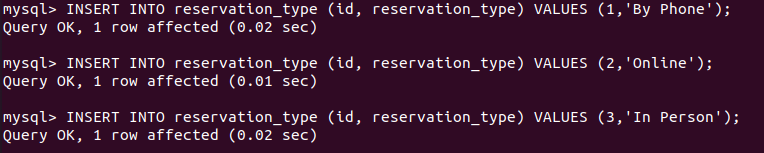 mysql> INSERT INTO reservation_type (id, reservation_type) VALUES (1,'By Phone');
Query OK, 1 row affected (0.02 sec)
mysql> INSERT INTO reservation_type (id, reservation_type) VALUES (2,'Online');
Query OK, 1 row affected (0.01 sec)
mysql> INSERT INTO reservation_type (id, reservation_type) VALUES (3,'In Person');
Query OK, 1 row affected (0.02 sec)